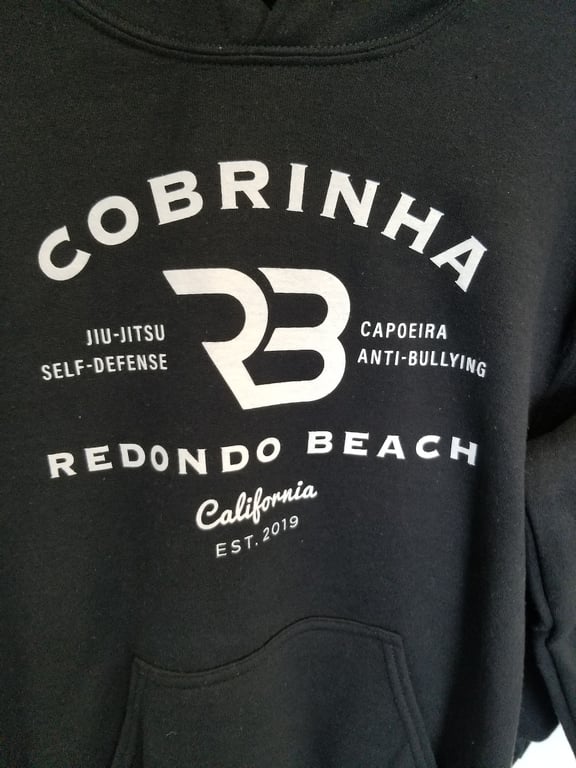 COBRINHA
RB
JIU-JITSU
SELF-DEFENSE
CAPOEIRA
ANTI-BULLYING
REDONDO BEACH
California
EST. 2019